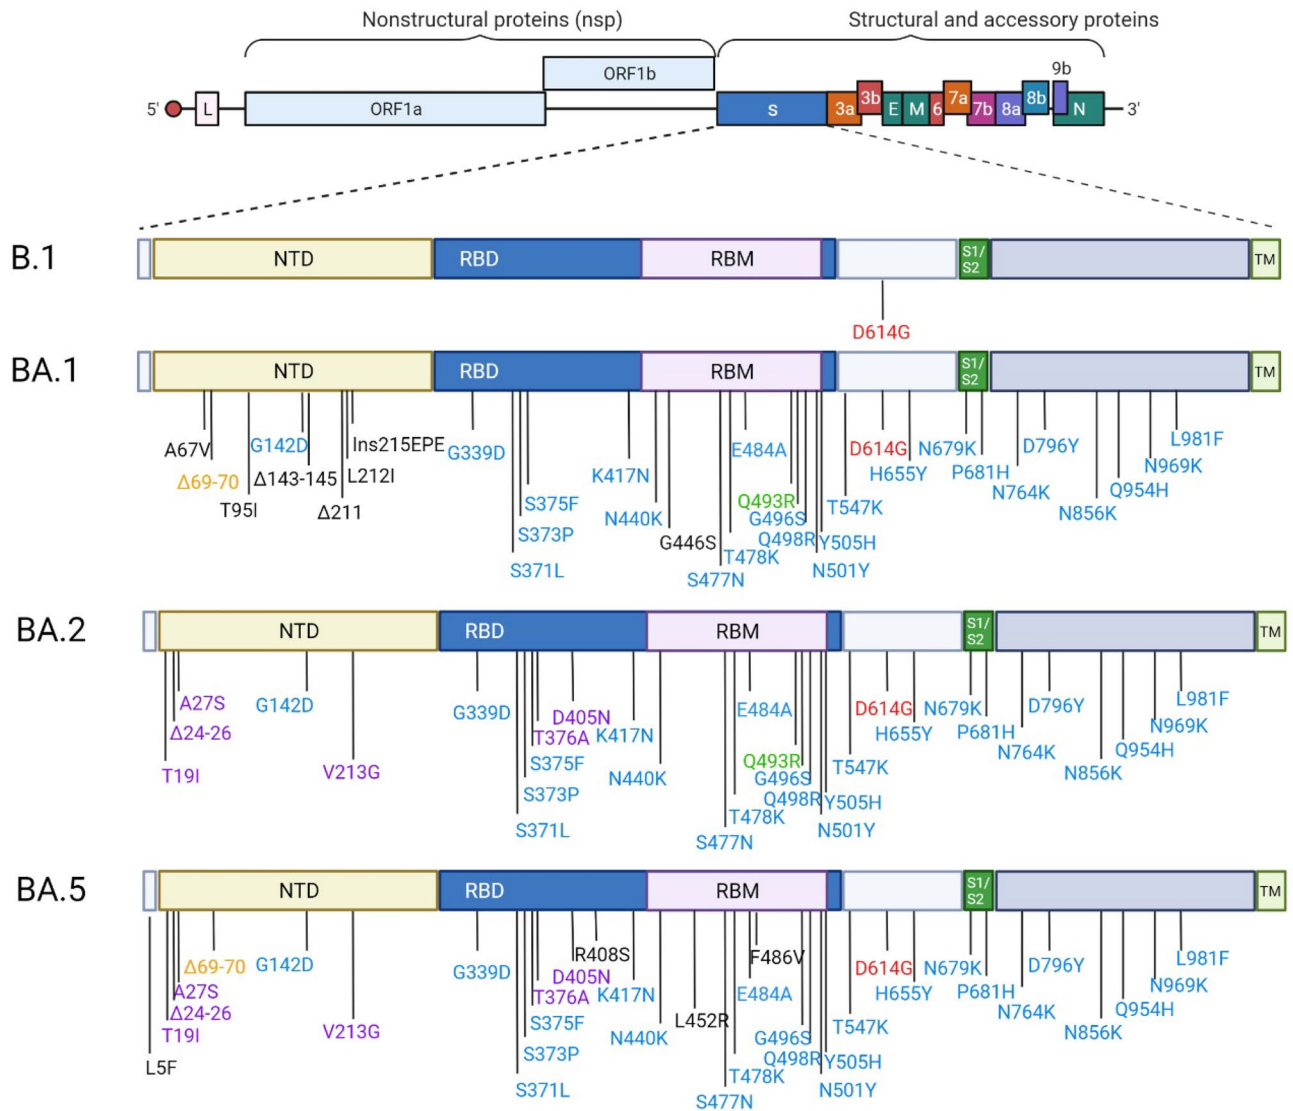 Nonstructural proteins (nsp)
Structural and accessory proteins
ORF1b
9b
5'
L
ORF1a
S
3a
3b
E
M
6
7a
7b
8a
8b
N
3'
B.1
NTD
RBD
RBM
S1/
S2
TM
D614G
BA.1
NTD
RBD
RBM
S1/
S2
TM
A67V
Δ69-70
T95I
G142D
Δ143-145
Δ211
L212I
Ins215EPE
G339D
S371L
S373P
S375F
K417N
N440K
G446S
S477N
T478K
E484A
Q493R
G496S
Q498R
N501Y
Y505H
T547K
D614G
H655Y
N679K
P681H
N764K
D796Y
N856K
Q954H
N969K
L981F
BA.2
NTD
RBD
RBM
S1/
S2
TM
T19I
Δ24-26
A27S
G142D
V213G
G339D
S371L
S373P
S375F
T376A
D405N
K417N
N440K
S477N
T478K
E484A
Q493R
G496S
Q498R
N501Y
Y505H
T547K
D614G
H655Y
N679K
P681H
N764K
D796Y
N856K
Q954H
N969K
L981F
BA.5
NTD
RBD
RBM
S1/
S2
TM
L5F
T19I
Δ24-26
A27S
Δ69-70
G142D
V213G
G339D
S371L
S373P
S375F
T376A
D405N
R408S
K417N
N440K
L452R
S477N
T478K
E484A
F486V
G496S
Q498R
N501Y
Y505H
T547K
D614G
H655Y
N679K
P681H
N764K
D796Y
N856K
Q954H
N969K
L981F